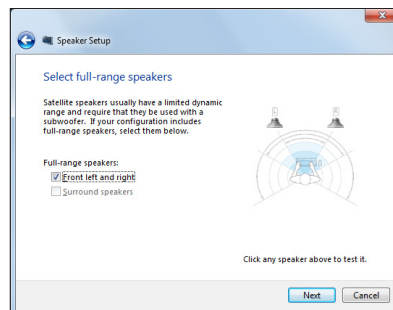 Speaker Setup
Select full-range speakers
Satellite speakers usually have a limited dynamic
range and require that they be used with a
subwoofer. If your configuration includes
full-range speakers, select them below.
Full-range speakers:
Front left and right
Surround speakers
L R
Click any speaker above to test it.
Next Cancel